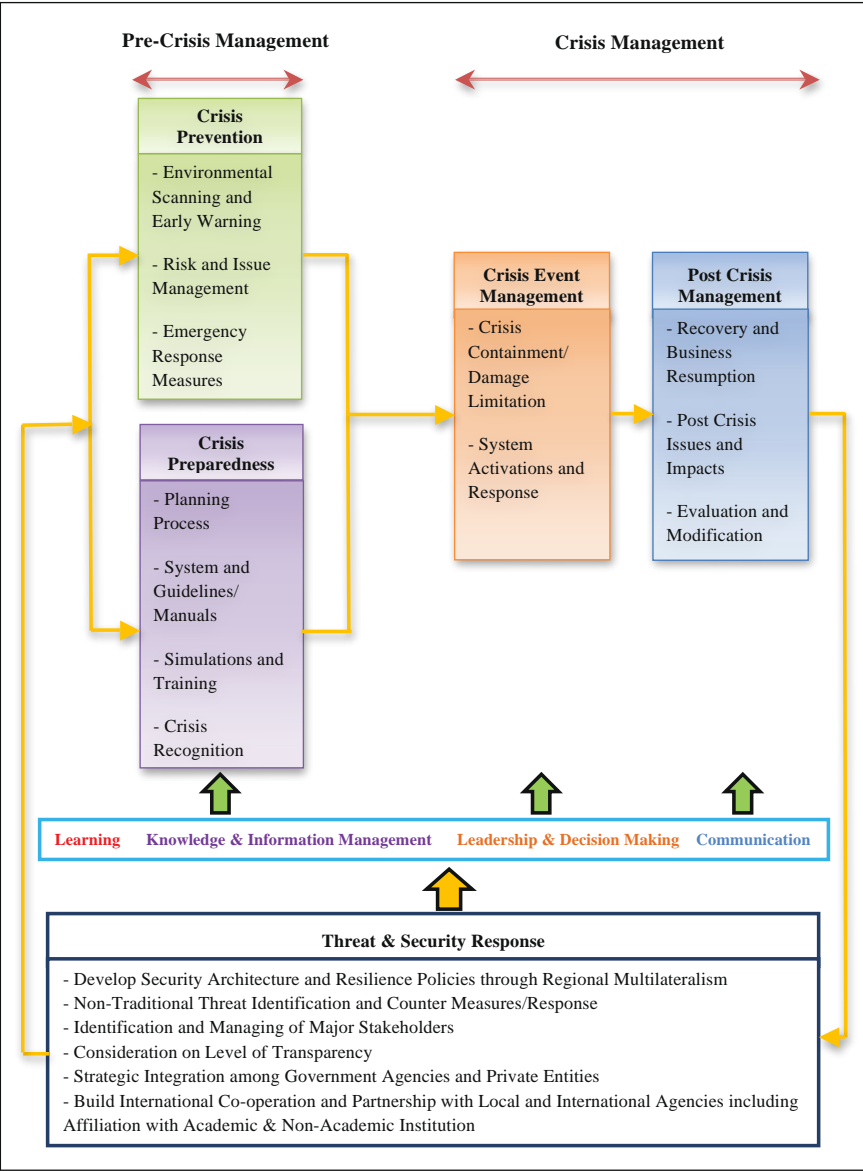 Pre-Crisis Management
Crisis Management
Crisis
Prevention
- Environmental
Scanning and
Early Warning
- Risk and Issue
Management
- Emergency
Response
Measures
Crisis
Preparedness
- Planning
Process
- System and
Guidelines/
Manuals
- Simulations and
Training
- Crisis
Recognition
Crisis Event
Management
- Crisis
Containment/
Damage
Limitation
- System
Activations and
Response
Post Crisis
Management
- Recovery and
Business
Resumption
- Post Crisis
Issues and
Impacts
- Evaluation and
Modification
Learning Knowledge & Information Management Leadership & Decision Making Communication
Threat & Security Response
- Develop Security Architecture and Resilience Policies through Regional Multilateralism
- Non-Traditional Threat Identification and Counter Measures/Response
- Identification and Managing of Major Stakeholders
- Consideration on Level of Transparency
- Strategic Integration among Government Agencies and Private Entities
- Build International Co-operation and Partnership with Local and International Agencies including
Affiliation with Academic & Non-Academic Institution